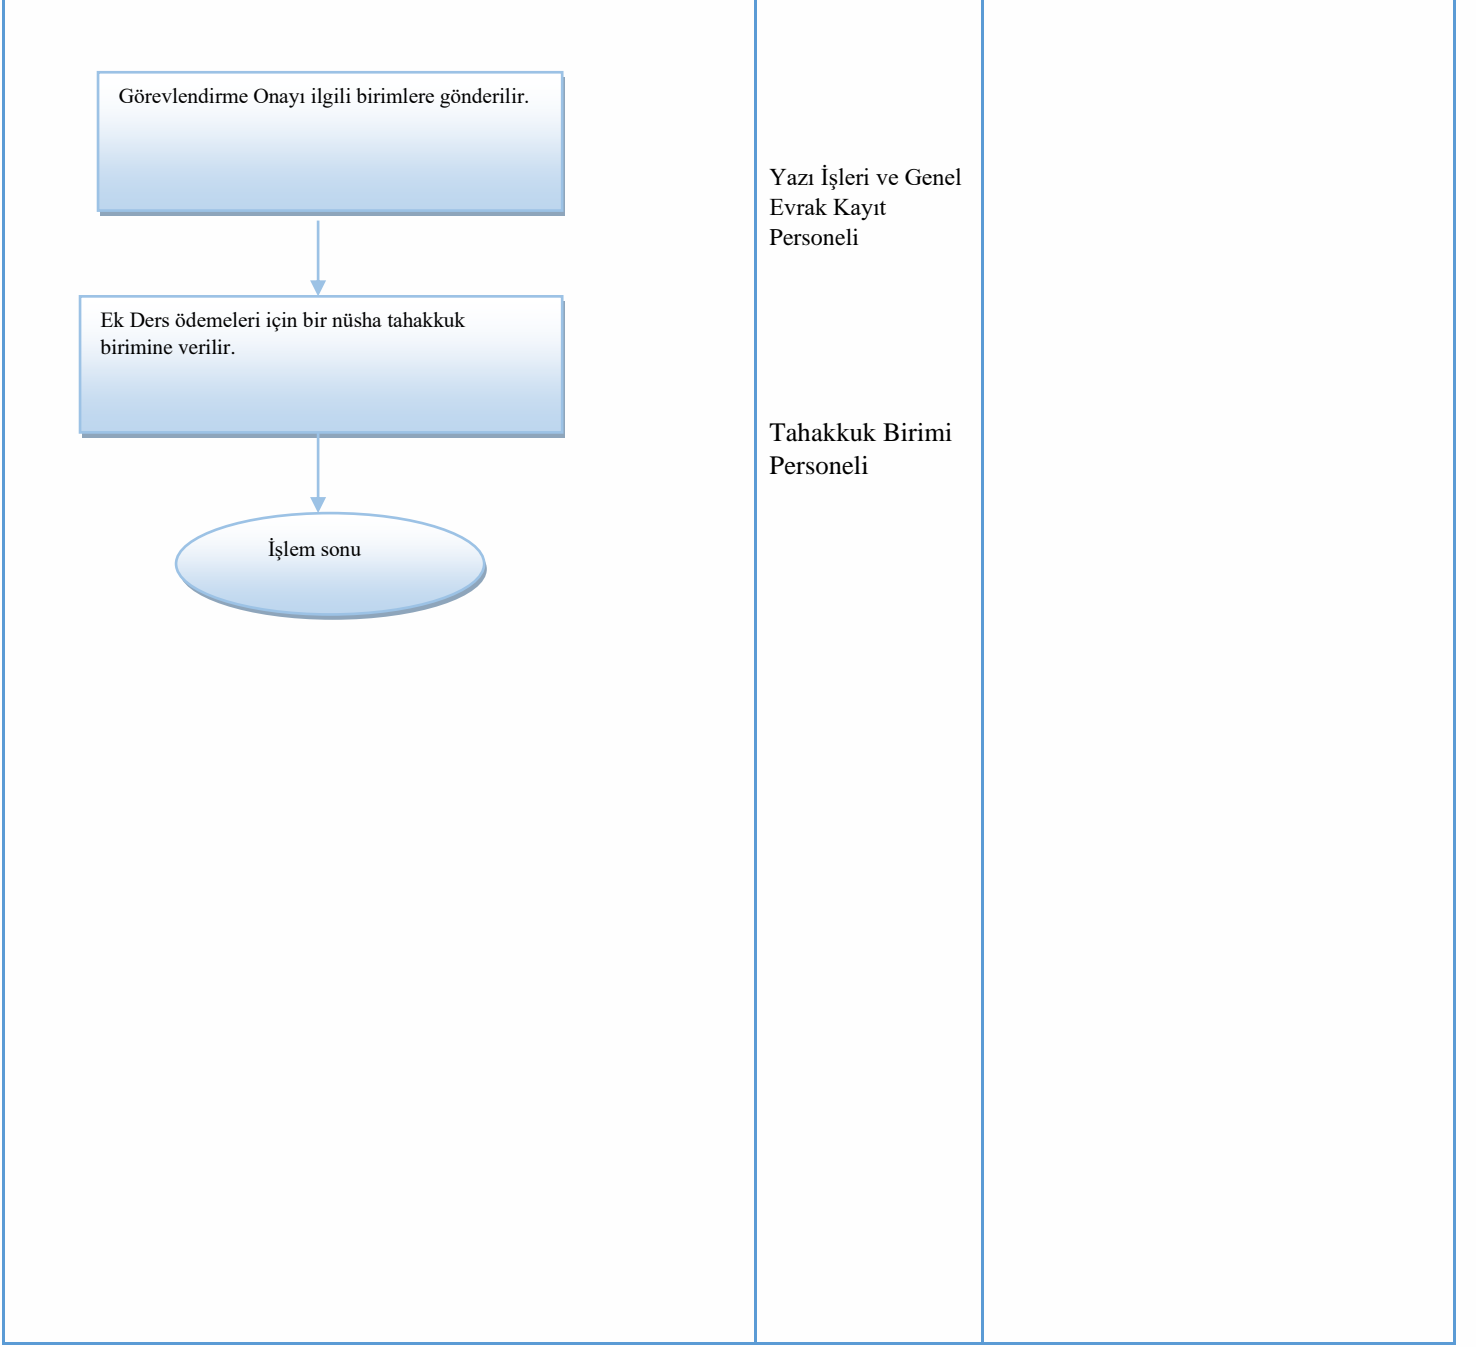 Görevlendirme Onayı ilgili birimlere gönderilir.
Yazı İşleri ve Genel
Evrak Kayıt
Personeli
Ek Ders ödemeleri için bir nüsha tahakkuk
birimine verilir.
Tahakkuk Birimi
Personeli
İşlem sonu